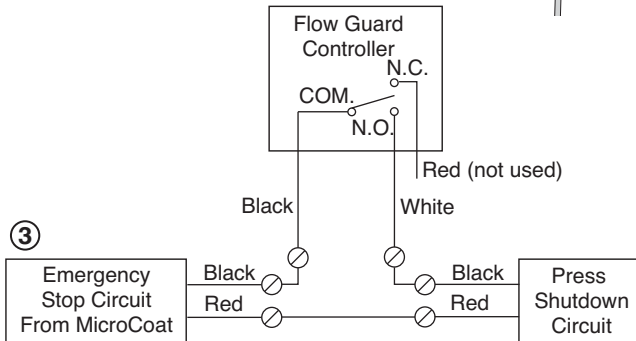 Flow Guard
Controller
N.C.
COM.
N.O.
Red (not used)
Black
White
③
Emergency
Stop Circuit
From MicroCoat
Black
Red
Black
Red
Press
Shutdown
Circuit